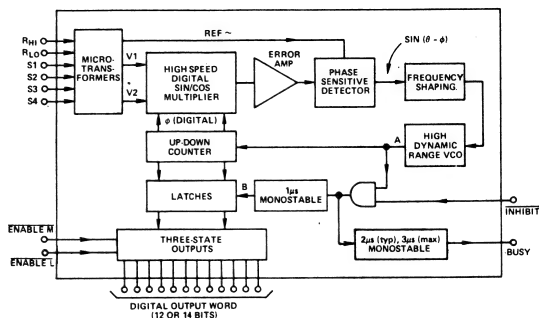 R HI
R LO
S1
S2
S3
S4
MICRO-
TRANS-
FORMERS
REF ~
V1
V2
HIGH SPEED
DIGITAL
SIN/COS
MULTIPLIER
ERROR
AMP
PHASE
SENSITIVE
DETECTOR
SIN (θ - ϕ)
FREQUENCY
SHAPING.
ϕ (DIGITAL)
UP-DOWN
COUNTER
A
HIGH
DYNAMIC
RANGE VCO
LATCHES
B
1μs
MONOSTABLE
INHIBIT
ENABLE M
ENABLE L
THREE-STATE
OUTPUTS
2μs (typ), 3μs (max)
MONOSTABLE
BUSY
DIGITAL OUTPUT WORD
(12 OR 14 BITS)